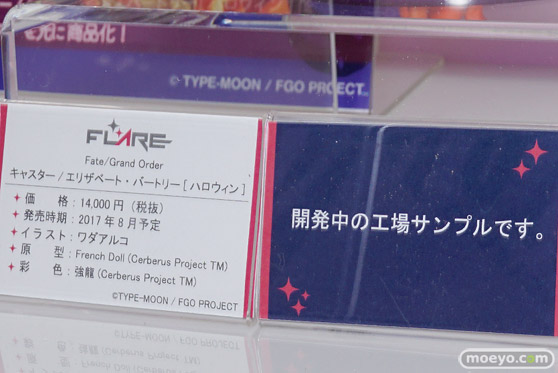 を元に商品化！
©TYPE-MOON / FGO PROJECT
FLARE
Fate/Grand Order
キャスター / エリザベート・バートリー [ ハロウィン ]
価　　格：14,000円（税抜）
発売時期：2017年8月予定
イラスト：ワダアルコ
原　　型：French Doll (Cerberus Project TM)
彩　　色：強龍 (Cerberus Project TM)
©TYPE-MOON / FGO PROJECT
開発中の工場サンプルです。
moeyo.com